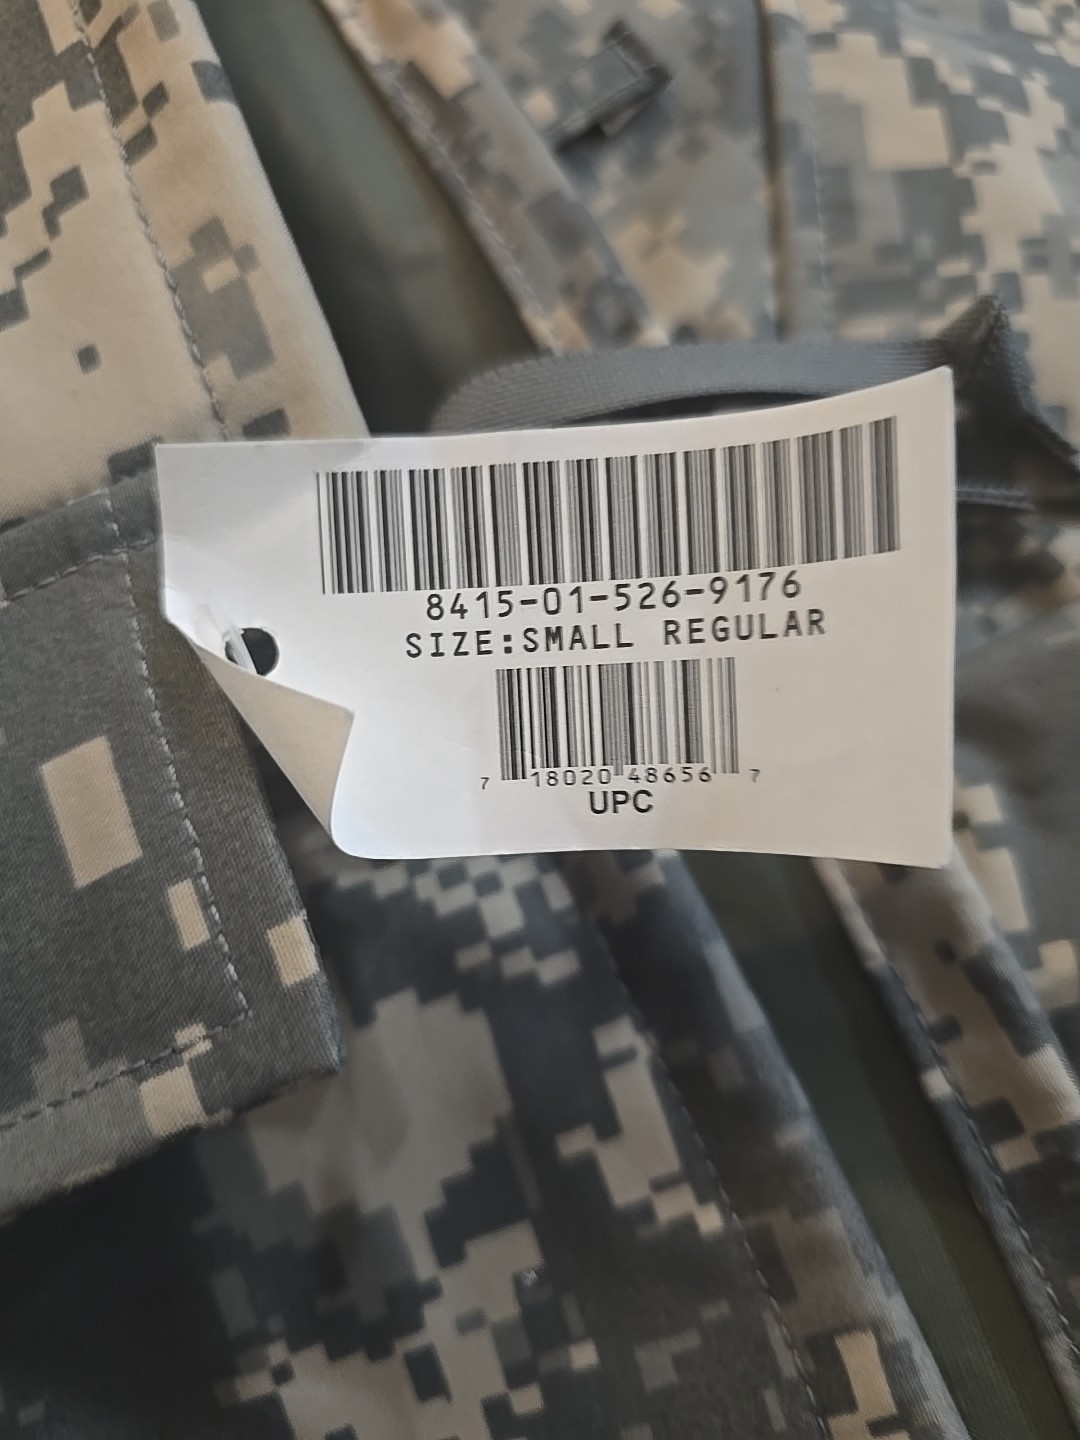 8415-01-526-9176
SIZE:SMALL REGULAR
7 18020 48656 7
UPC